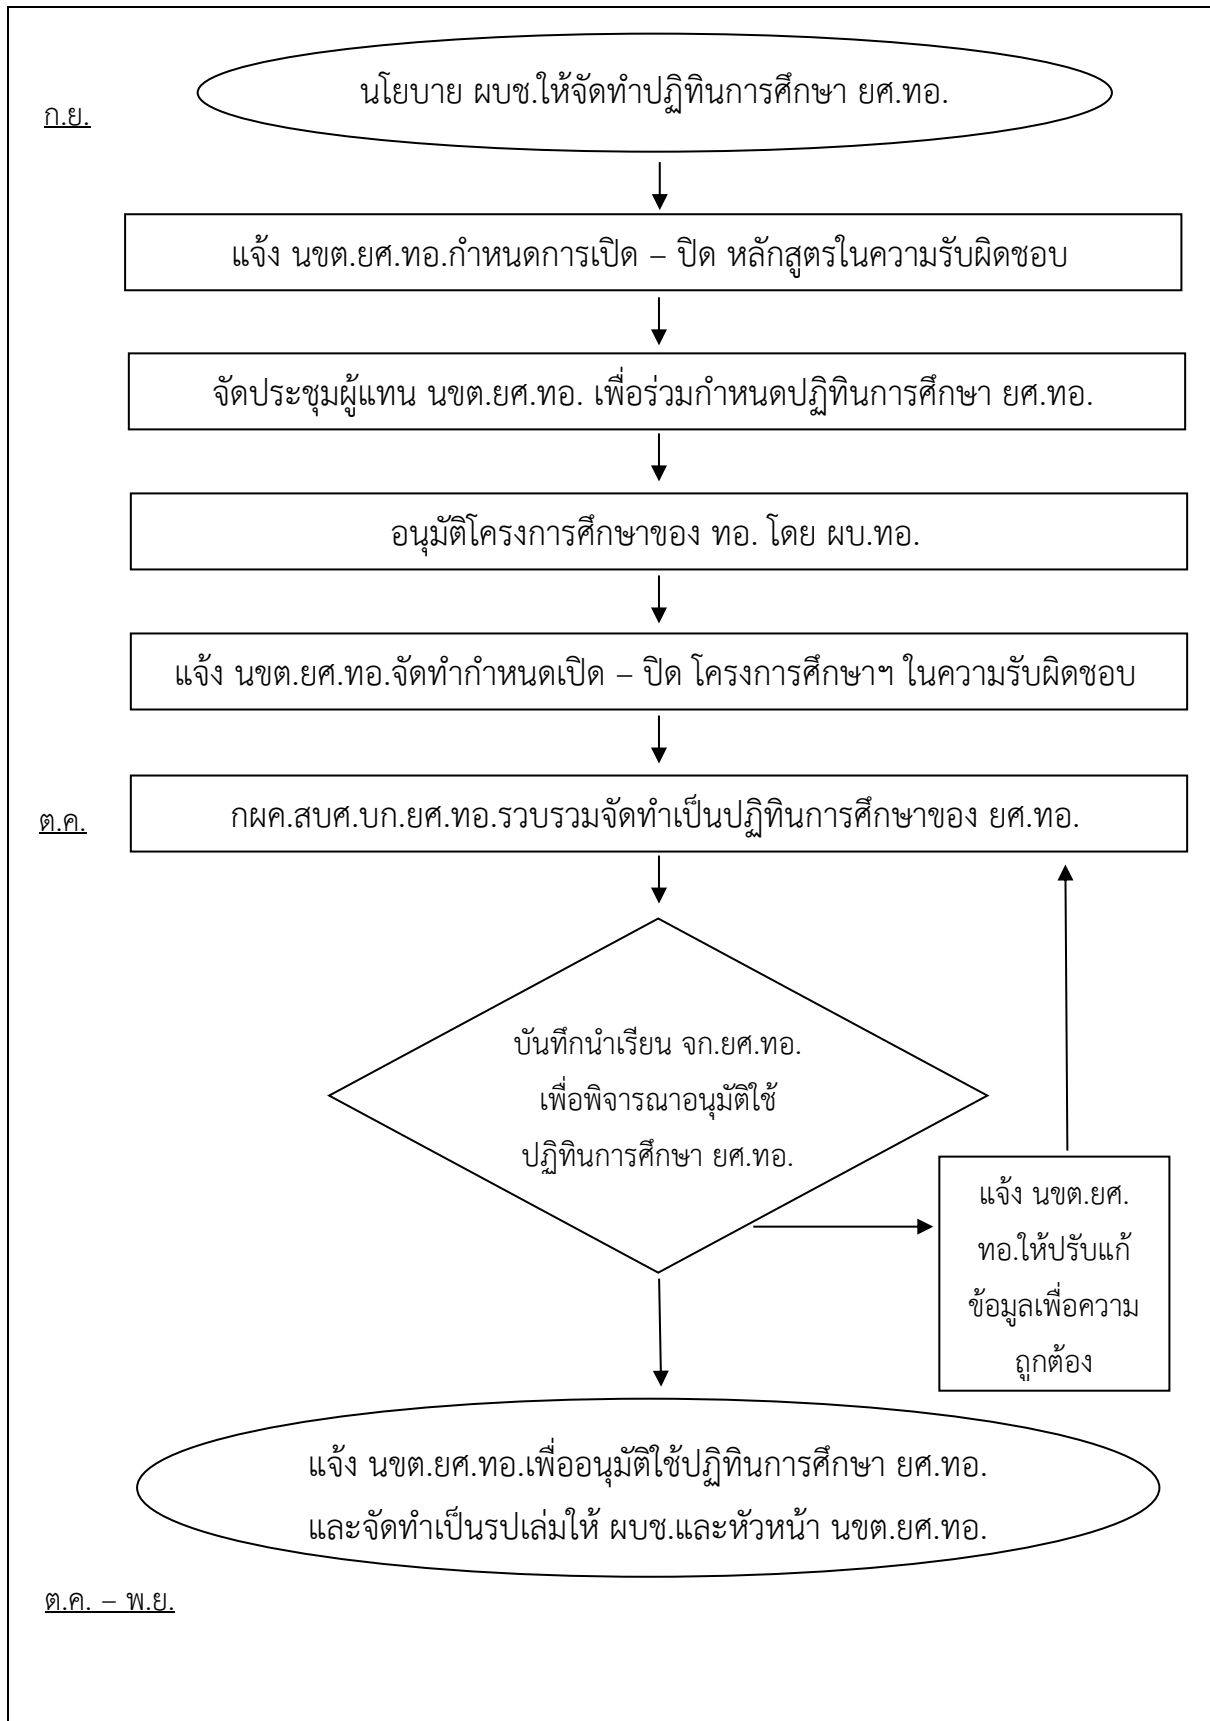 นโยบาย ผบช.ให้จัดทำปฏิทินการศึกษา ยศ.ทอ.
ก.ย.
แจ้ง นขต.ยศ.ทอ.กำหนดการเปิด – ปิด หลักสูตรในความรับผิดชอบ
จัดประชุมผู้แทน นขต.ยศ.ทอ. เพื่อร่วมกำหนดปฏิทินการศึกษา ยศ.ทอ.
อนุมัติโครงการศึกษาของ ทอ. โดย ผบ.ทอ.
แจ้ง นขต.ยศ.ทอ.จัดทำกำหนดเปิด – ปิด โครงการศึกษาฯ ในความรับผิดชอบ
ต.ค.
กผค.สบศ.บก.ยศ.ทอ.รวบรวมจัดทำเป็นปฏิทินการศึกษาของ ยศ.ทอ.
บันทึกนำเรียน จก.ยศ.ทอ.
เพื่อพิจารณาอนุมัติใช้
ปฏิทินการศึกษา ยศ.ทอ.
แจ้ง นขต.ยศ.
ทอ.ให้ปรับแก้
ข้อมูลเพื่อความ
ถูกต้อง
แจ้ง นขต.ยศ.ทอ.เพื่ออนุมัติใช้ปฏิทินการศึกษา ยศ.ทอ.
และจัดทำเป็นรปเล่มให้ ผบช.และหัวหน้า นขต.ยศ.ทอ.
ต.ค. – พ.ย.